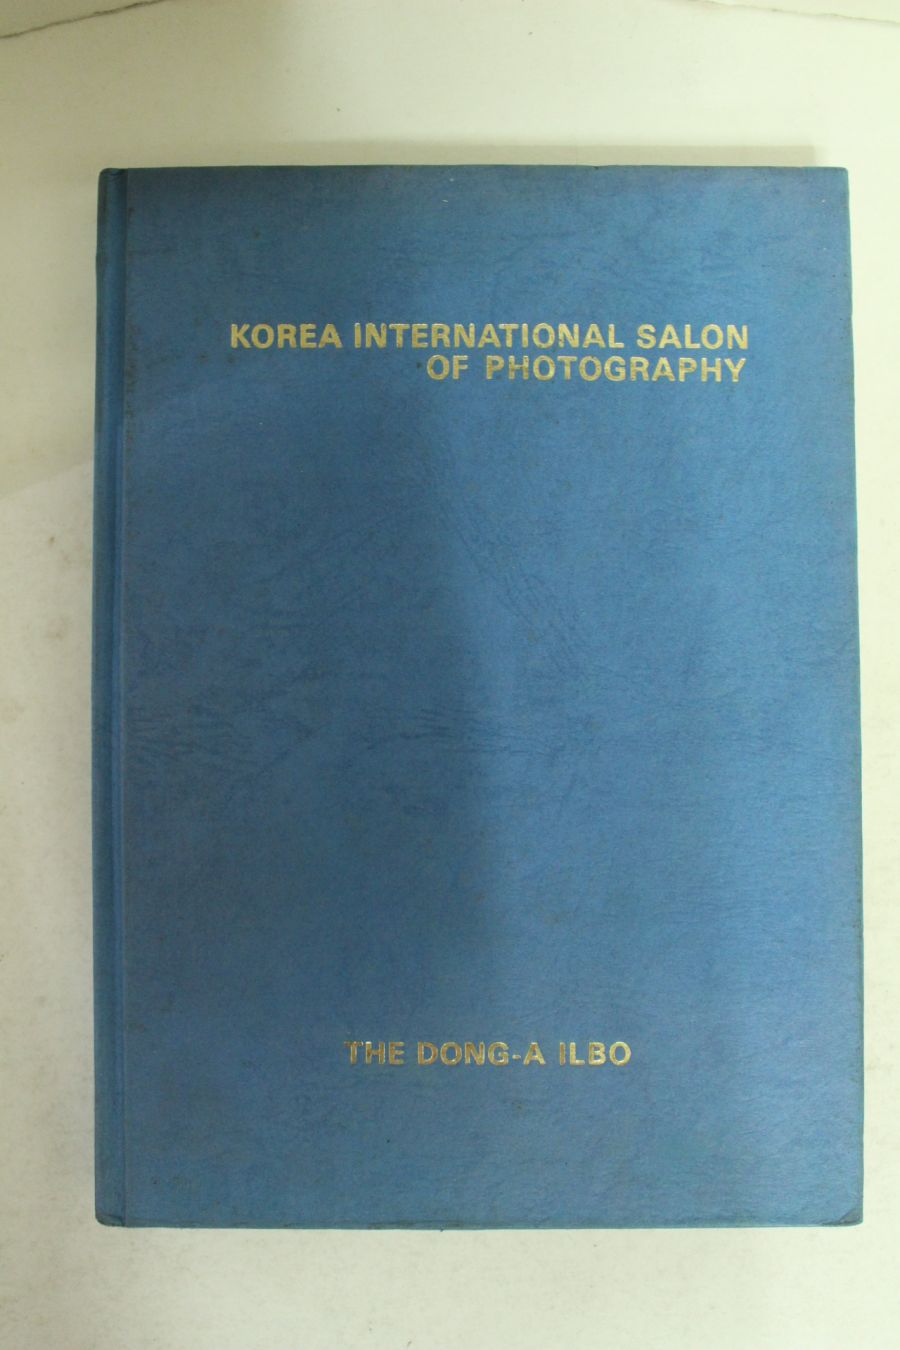 KOREA INTERNATIONAL SALON
OF PHOTOGRAPHY
THE DONG-A ILBO